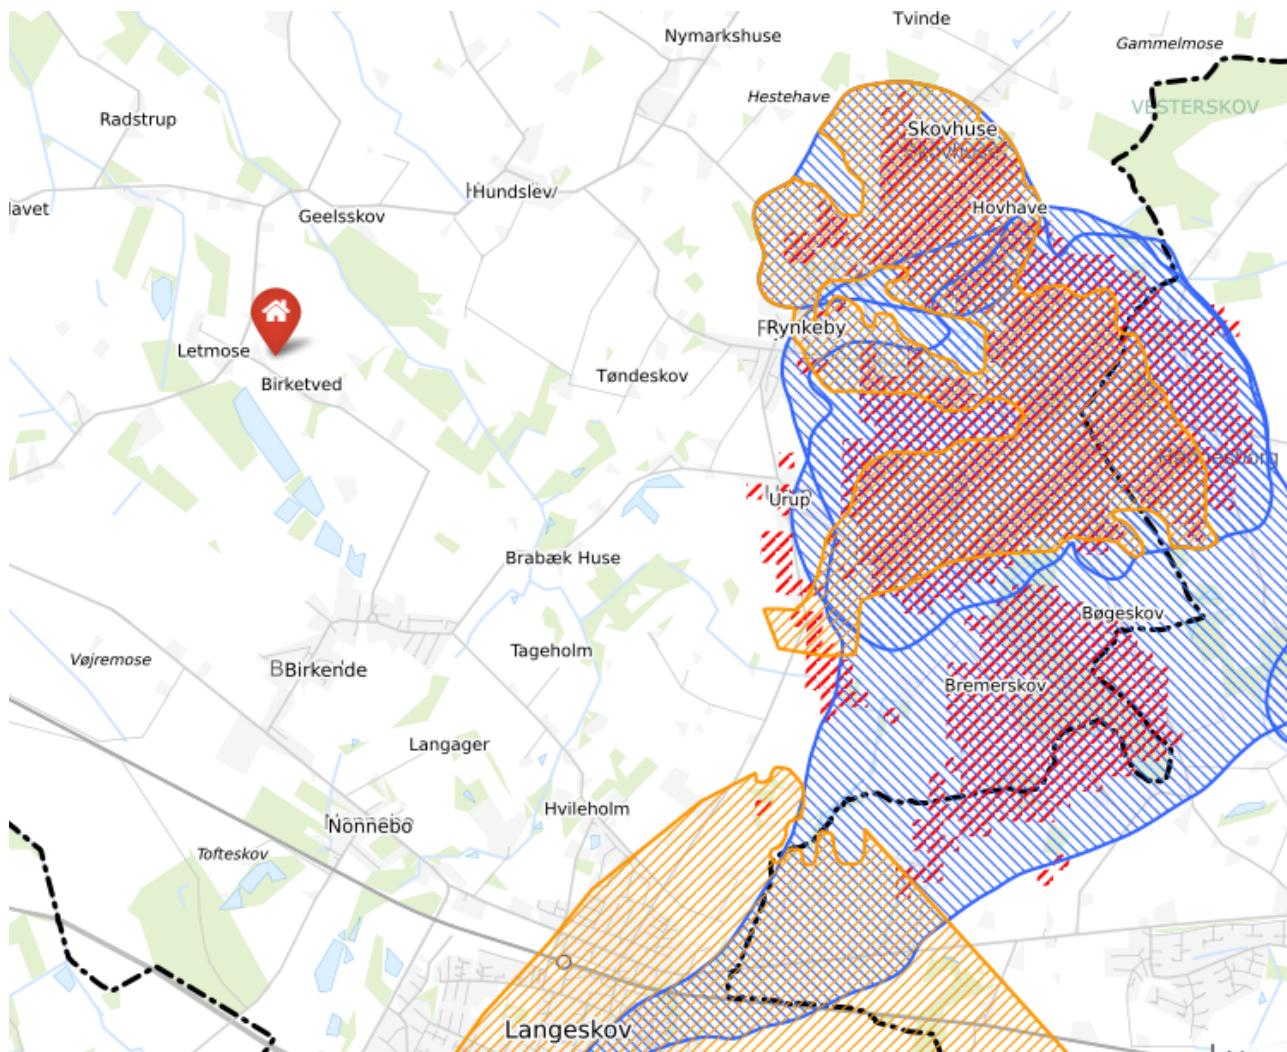 Tvinde
Nymarkshuse
Gammelmose
Hestehave
VESTERSKOV
Radstrup
Skovhuse
Hundslev
lavet
Geelsskov
Hovhave
Rynkeby
Letmose
Birketved
Tøndeskov
Urup
Brabæk Huse
Bøgeskov
Tageholm
Vøjremose
Birkende
Bremerskov
Langager
Hvileholm
Nonnebo
Tofteskov
Langeskov